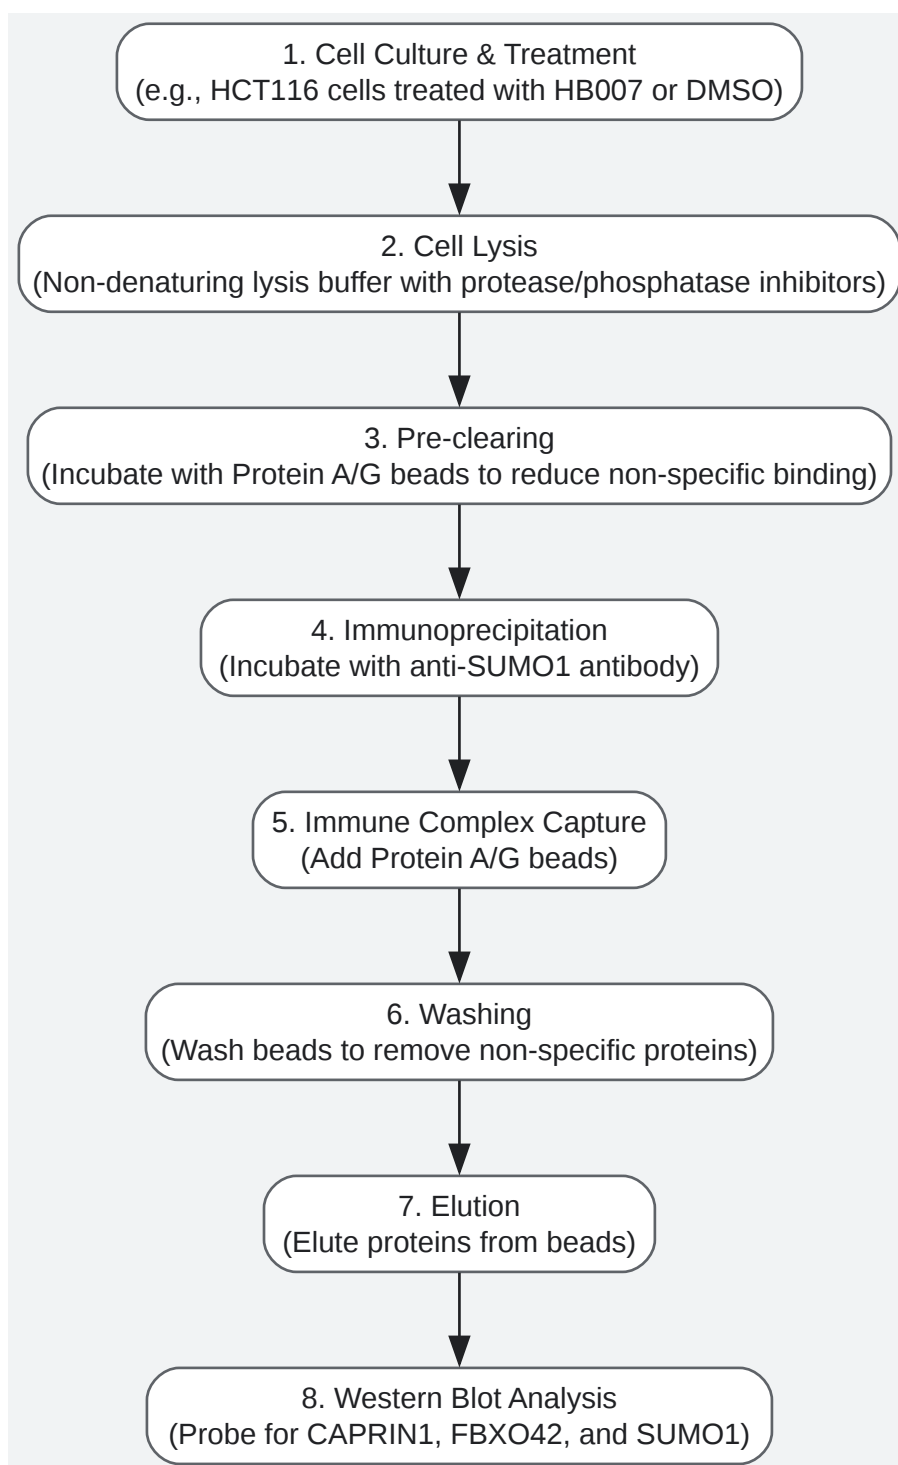 1. Cell Culture & Treatment
(e.g., HCT116 cells treated with HB007 or DMSO)
2. Cell Lysis
(Non-denaturing lysis buffer with protease/phosphatase inhibitors)
3. Pre-clearing
(Incubate with Protein A/G beads to reduce non-specific binding)
4. Immunoprecipitation
(Incubate with anti-SUMO1 antibody)
5. Immune Complex Capture
(Add Protein A/G beads)
6. Washing
(Wash beads to remove non-specific proteins)
7. Elution
(Elute proteins from beads)
8. Western Blot Analysis
(Probe for CAPRIN1, FBXO42, and SUMO1)